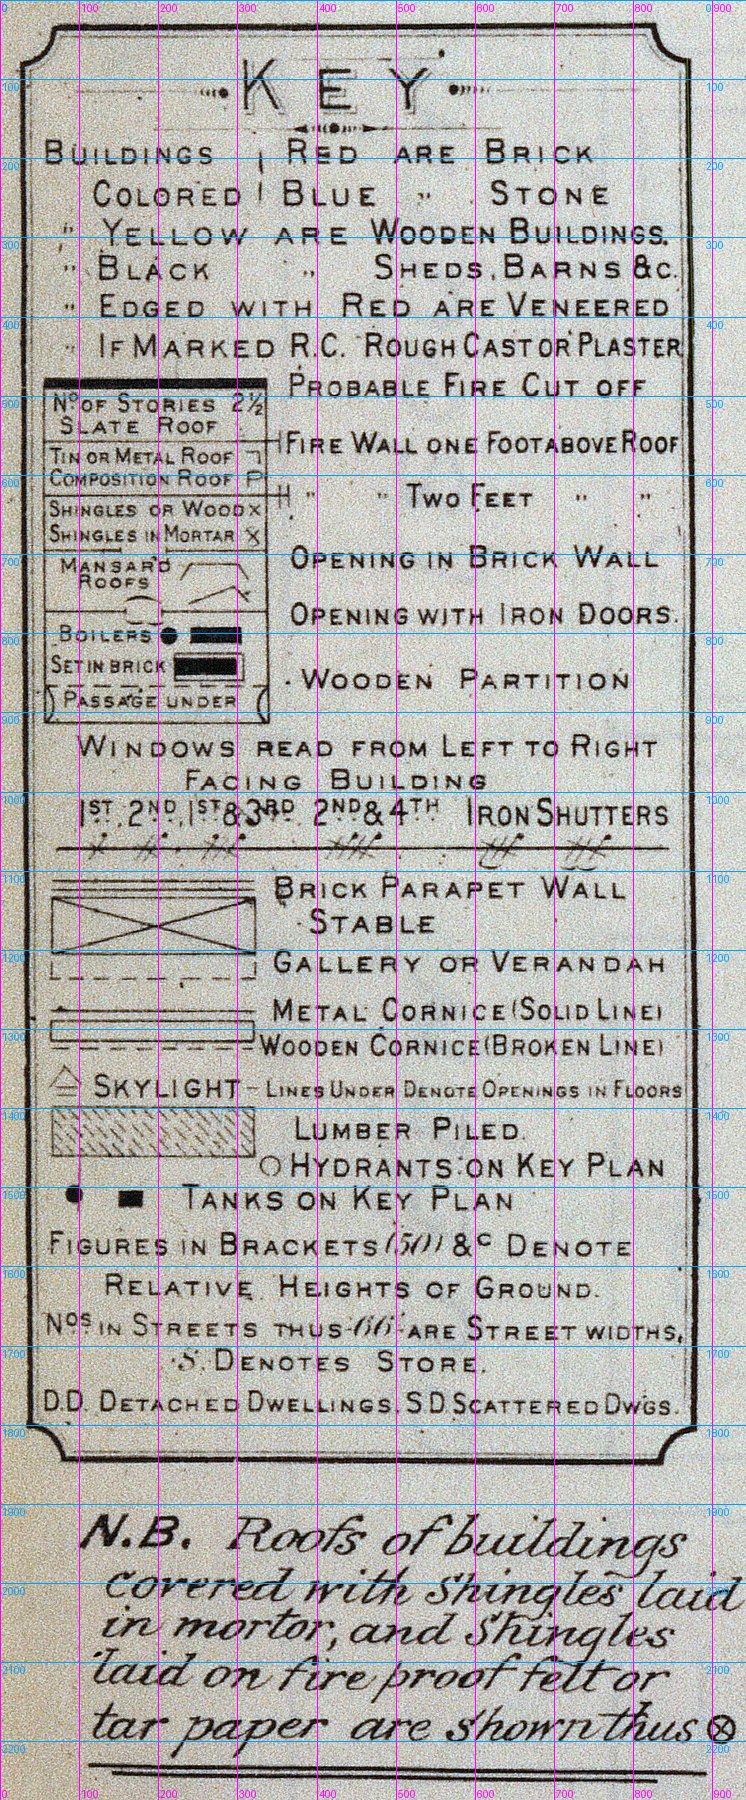 KEY
BUILDINGS RED ARE BRICK
COLORED BLUE " STONE
" YELLOW ARE WOODEN BUILDINGS.
" BLACK " SHEDS, BARNS &C.
" EDGED WITH RED ARE VENEERED
" IF MARKED R.C. ROUGH CAST OR PLASTER
PROBABLE FIRE CUT OFF
NO. OF STORIES 2½
SLATE ROOF
FIRE WALL ONE FOOT ABOVE ROOF
TIN OR METAL ROOF
COMPOSITION ROOF
" " TWO FEET " "
SHINGLES OR WOOD X
SHINGLES IN MORTAR X
OPENING IN BRICK WALL
MANSARD
ROOFS
OPENING WITH IRON DOORS.
BOILERS
SET IN BRICK
WOODEN PARTITION
PASSAGE UNDER
WINDOWS READ FROM LEFT TO RIGHT
FACING BUILDING
1ST, 2ND, 1ST & 3RD 2ND & 4TH IRON SHUTTERS
BRICK PARAPET WALL
STABLE
GALLERY OR VERANDAH
METAL CORNICE (SOLID LINE)
WOODEN CORNICE (BROKEN LINE)
SKYLIGHT - LINES UNDER DENOTE OPENINGS IN FLOORS
LUMBER PILED.
HYDRANTS ON KEY PLAN
TANKS ON KEY PLAN
FIGURES IN BRACKETS (50) &C DENOTE
RELATIVE HEIGHTS OF GROUND.
NOS IN STREETS THUS 66 ARE STREET WIDTHS,
S. DENOTES STORE.
D.D. DETACHED DWELLINGS. S.D. SCATTERED DWGS.
N.B. Roofs of buildings
covered with shingles laid
in mortor, and shingles
laid on fire proof felt or
tar paper are shown thus ⊗